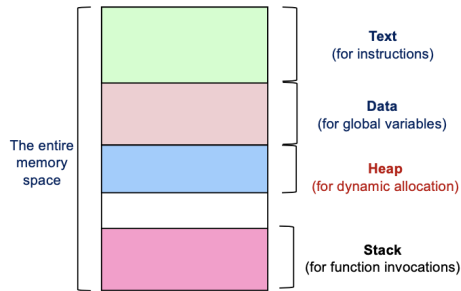 The entire
memory
space
Text
(for instructions)
Data
(for global variables)
Heap
(for dynamic allocation)
Stack
(for function invocations)